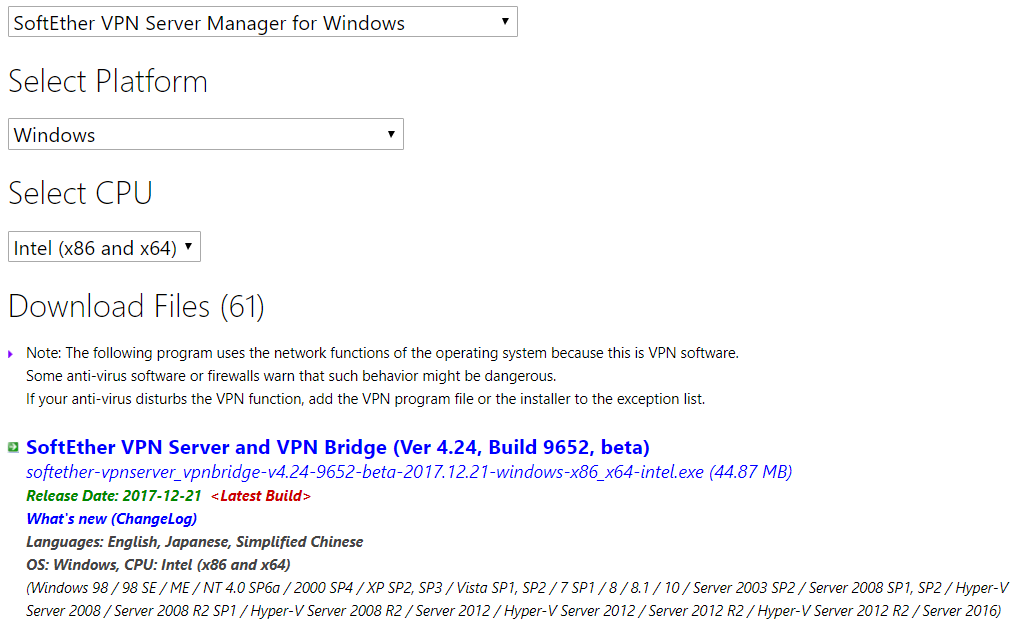 SoftEther VPN Server Manager for Windows
Select Platform
Windows
Select CPU
Intel (x86 and x64)
Download Files (61)
Note: The following program uses the network functions of the operating system because this is VPN software.
Some anti-virus software or firewalls warn that such behavior might be dangerous.
If your anti-virus disturbs the VPN function, add the VPN program file or the installer to the exception list.
SoftEther VPN Server and VPN Bridge (Ver 4.24, Build 9652, beta)
softether-vpnserver_vpnbridge-v4.24-9652-beta-2017.12.21-windows-x86_x64-intel.exe (44.87 MB)
Release Date: 2017-12-21 <Latest Build>
What's new (ChangeLog)
Languages: English, Japanese, Simplified Chinese
OS: Windows, CPU: Intel (x86 and x64)
(Windows 98 / 98 SE / ME / NT 4.0 SP6a / 2000 SP4 / XP SP2, SP3 / Vista SP1, SP2 / 7 SP1 / 8 / 8.1 / 10 / Server 2003 SP2 / Server 2008 SP1, SP2 / Hyper-V
Server 2008 / Server 2008 R2 SP1 / Hyper-V Server 2008 R2 / Server 2012 / Hyper-V Server 2012 / Server 2012 R2 / Hyper-V Server 2012 R2 / Server 2016)